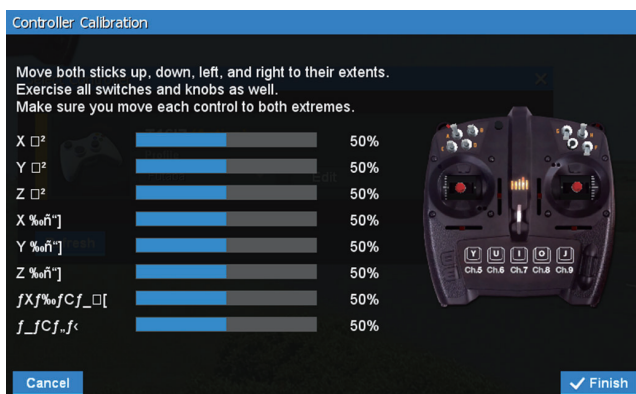 Controller Calibration
Move both sticks up, down, left, and right to their extents.
Exercise all switches and knobs as well.
Make sure you move each control to both extremes.
X □² 50%
Y □² 50%
Z □² 50%
X ‰ñ“] 50%
Y ‰ñ“] 50%
Z ‰ñ“] 50%
ƒXƒ‰ƒCƒ_□[ 50%
ƒ_ƒCƒ„ƒ‹ 50%
Edit
Y U I O J
Ch.5 Ch.6 Ch.7 Ch.8 Ch.9
Cancel
Finish